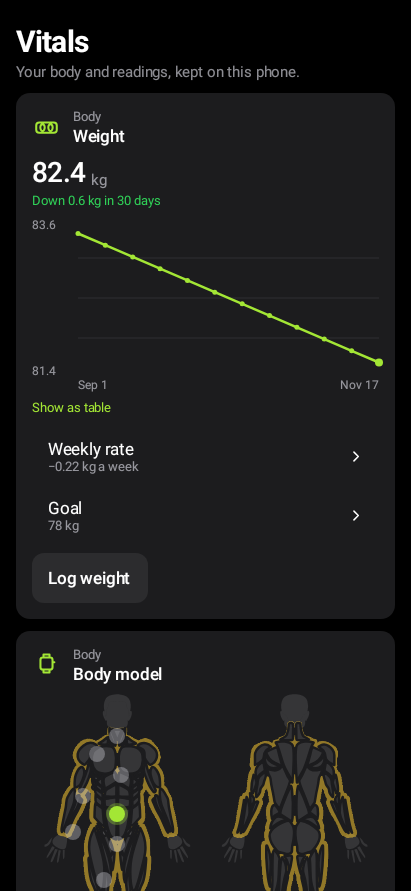 Vitals
Your body and readings, kept on this phone.
Body
Weight
82.4 kg
Down 0.6 kg in 30 days
83.6
81.4
Sep 1
Nov 17
Show as table
Weekly rate
−0.22 kg a week
Goal
78 kg
Log weight
Body
Body model